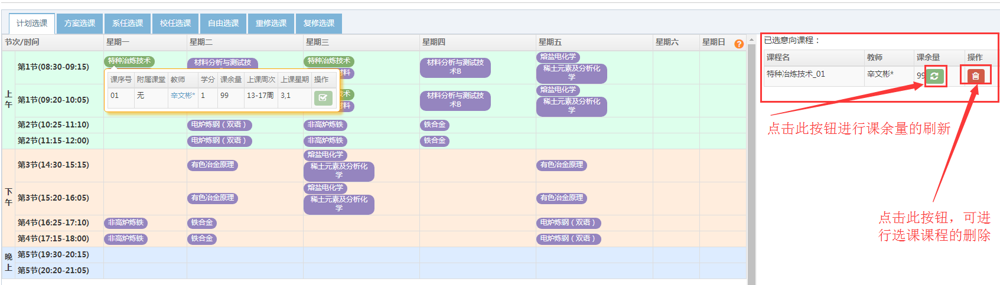 计划选课 方案选课 系任选课 校任选课 自由选课 重修选课 复修选课
节次/时间 星期一 星期二 星期三 星期四 星期五 星期六 星期日 ?
上午
第1节(08:30-09:15) 特种冶炼技术 材料分析与测试技 特种冶炼技术 材料分析与测试技 熔盐电化学
术B 稀土元素及分析化
学
料
课序号 附属课堂 教师 学分 课余量 上课周次 上课星期 操作
01 无 辛文彬* 1 99 13-17周 3,1
第1节(09:20-10:05) 术 材料分析与测试技 熔盐电化学
术B 稀土元素及分析化
学
材料
第2节(10:25-11:10) 电炉炼钢（双语） 非高炉炼铁 铁合金
第2节(11:15-12:00) 电炉炼钢（双语） 非高炉炼铁 铁合金
下午
第3节(14:30-15:15) 有色冶金原理 熔盐电化学 有色冶金原理
稀土元素及分析化
学
第3节(15:20-16:05) 有色冶金原理 熔盐电化学 有色冶金原理
稀土元素及分析化
学
第4节(16:25-17:10) 非高炉炼铁 铁合金 电炉炼钢（双语）
第4节(17:15-18:00) 非高炉炼铁 铁合金 电炉炼钢（双语）
晚上
第5节(19:30-20:15)
第5节(20:20-21:05)
已选意向课程：
课程名 教师 课余量 操作
特种冶炼技术_01 辛文彬* 99
点击此按钮进行课余量的刷新
点击此按钮，可进
行选课课程的删除